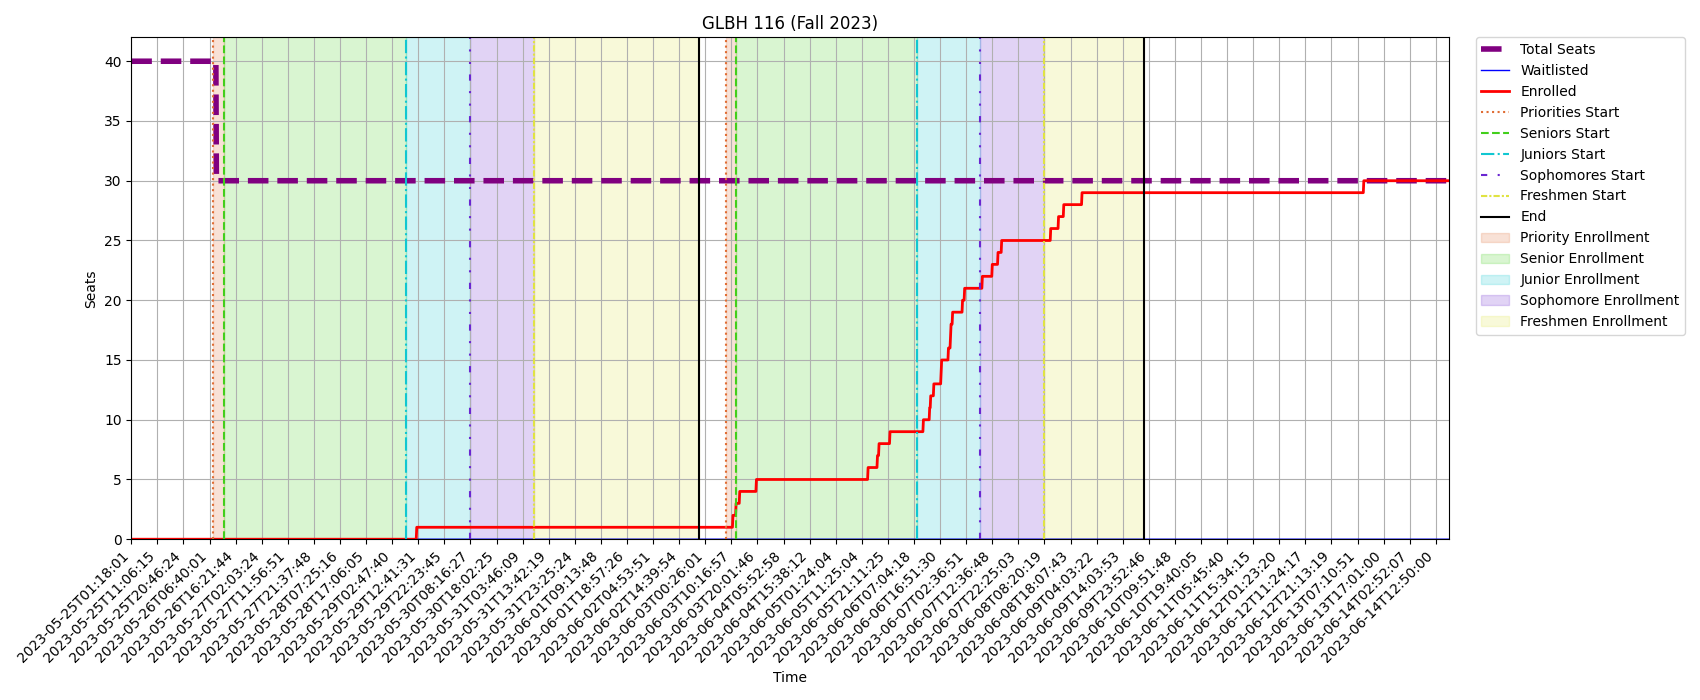 GLBH 116 (Fall 2023)
Total Seats
Waitlisted
Enrolled
Priorities Start
Seniors Start
Juniors Start
Sophomores Start
Freshmen Start
End
Priority Enrollment
Senior Enrollment
Junior Enrollment
Sophomore Enrollment
Freshmen Enrollment
Seats
40
35
30
25
20
15
10
5
0
2023-05-25T01:18:01
2023-05-25T11:06:15
2023-05-25T20:46:24
2023-05-26T06:40:01
2023-05-26T16:21:44
2023-05-27T02:03:24
2023-05-27T11:56:51
2023-05-27T21:37:48
2023-05-28T07:25:16
2023-05-28T17:06:05
2023-05-29T02:47:40
2023-05-29T12:41:31
2023-05-29T22:23:45
2023-05-30T08:16:27
2023-05-30T18:02:25
2023-05-31T03:46:09
2023-05-31T13:42:19
2023-05-31T23:25:24
2023-06-01T09:13:48
2023-06-01T18:57:26
2023-06-02T04:53:51
2023-06-02T14:39:54
2023-06-03T00:26:01
2023-06-03T10:16:57
2023-06-03T20:01:46
2023-06-04T05:52:58
2023-06-04T15:38:12
2023-06-05T01:24:04
2023-06-05T11:25:04
2023-06-05T21:11:25
2023-06-06T07:04:18
2023-06-06T16:51:30
2023-06-07T02:36:51
2023-06-07T12:36:48
2023-06-07T22:25:03
2023-06-08T08:20:19
2023-06-08T18:07:43
2023-06-09T04:03:22
2023-06-09T14:03:53
2023-06-09T23:52:46
2023-06-10T09:51:48
2023-06-10T19:40:05
2023-06-11T05:45:40
2023-06-11T15:34:15
2023-06-12T01:23:20
2023-06-12T11:24:17
2023-06-12T21:13:19
2023-06-13T07:10:51
2023-06-13T17:01:00
2023-06-14T02:52:07
2023-06-14T12:50:00
Time